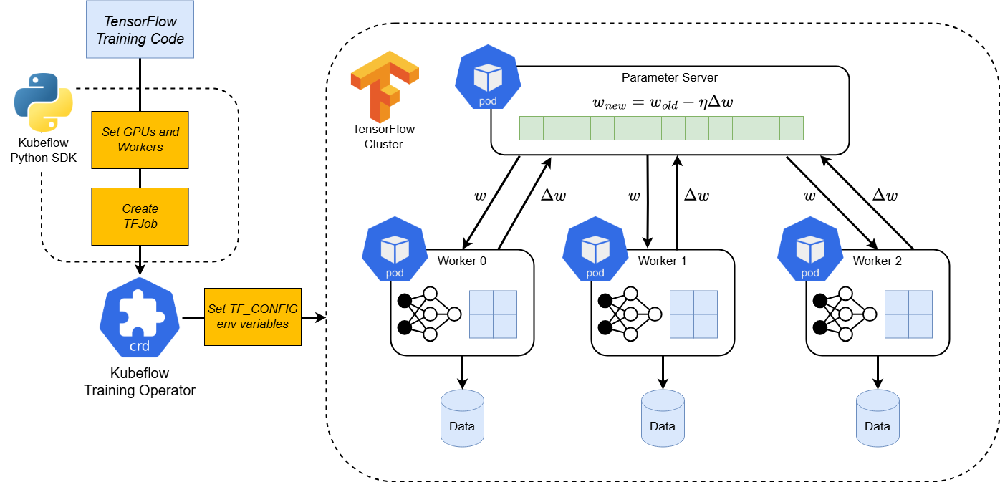 TensorFlow
Training Code
Kubeflow
Python SDK
Set GPUs and
Workers
Create
TFJob
crd
Kubeflow
Training Operator
Set TF_CONFIG
env variables
TensorFlow
Cluster
pod
Parameter Server
w_new = w_old − ηΔw
w
Δw
w
Δw
w
Δw
pod
Worker 0
pod
Worker 1
pod
Worker 2
Data
Data
Data